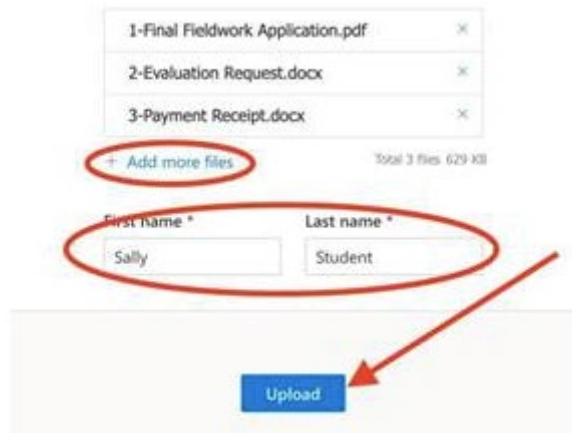 1-Final Fieldwork Application.pdf ×
2-Evaluation Request.docx ×
3-Payment Receipt.docx ×
+ Add more files Total 3 files 629 KB
First name * Last name *
Sally Student
Upload